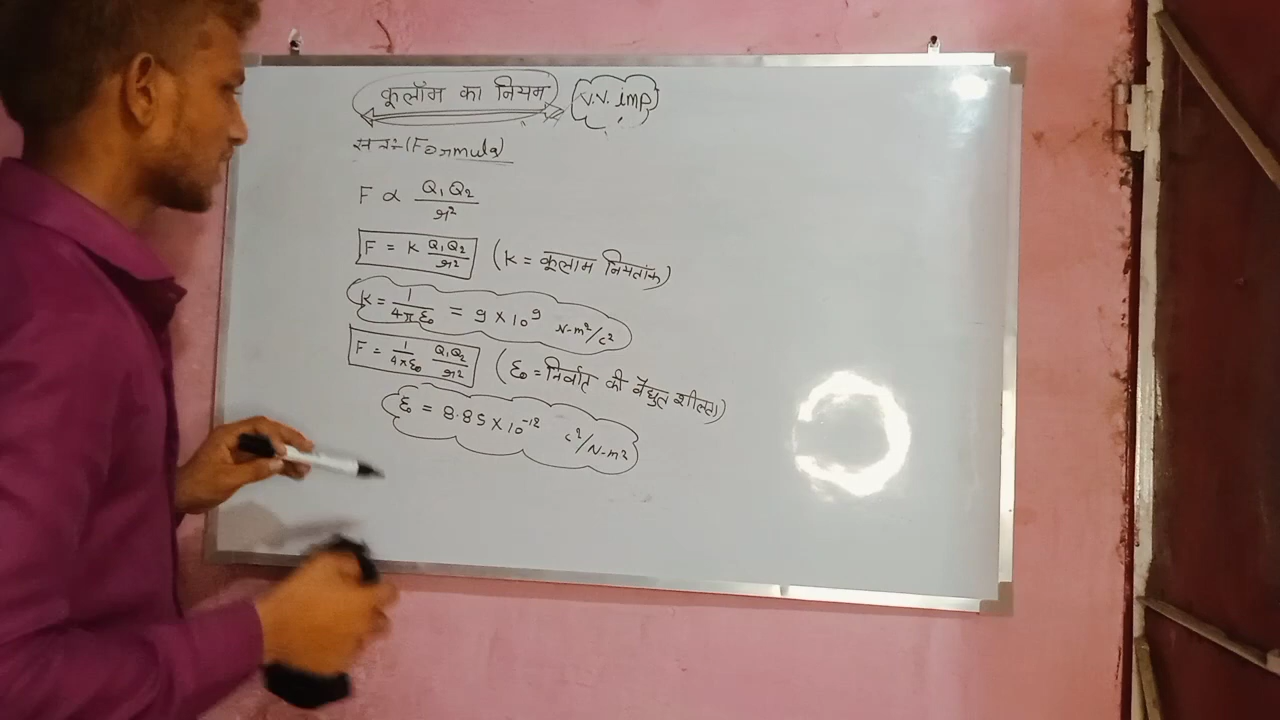 कूलॉम का नियम V.V. imp
सूत्र:-(Formula)
F ∝ Q₁Q₂/r²
F = K Q₁Q₂/r² (K = कूलाम नियतांक)
K = 1/4πε₀ = 9 × 10⁹ N-m²/c²
F = 1/4πε₀ Q₁Q₂/r² (ε₀ = निर्वात की वैधुत शीलता)
ε₀ = 8.85 × 10⁻¹² c²/N-m²